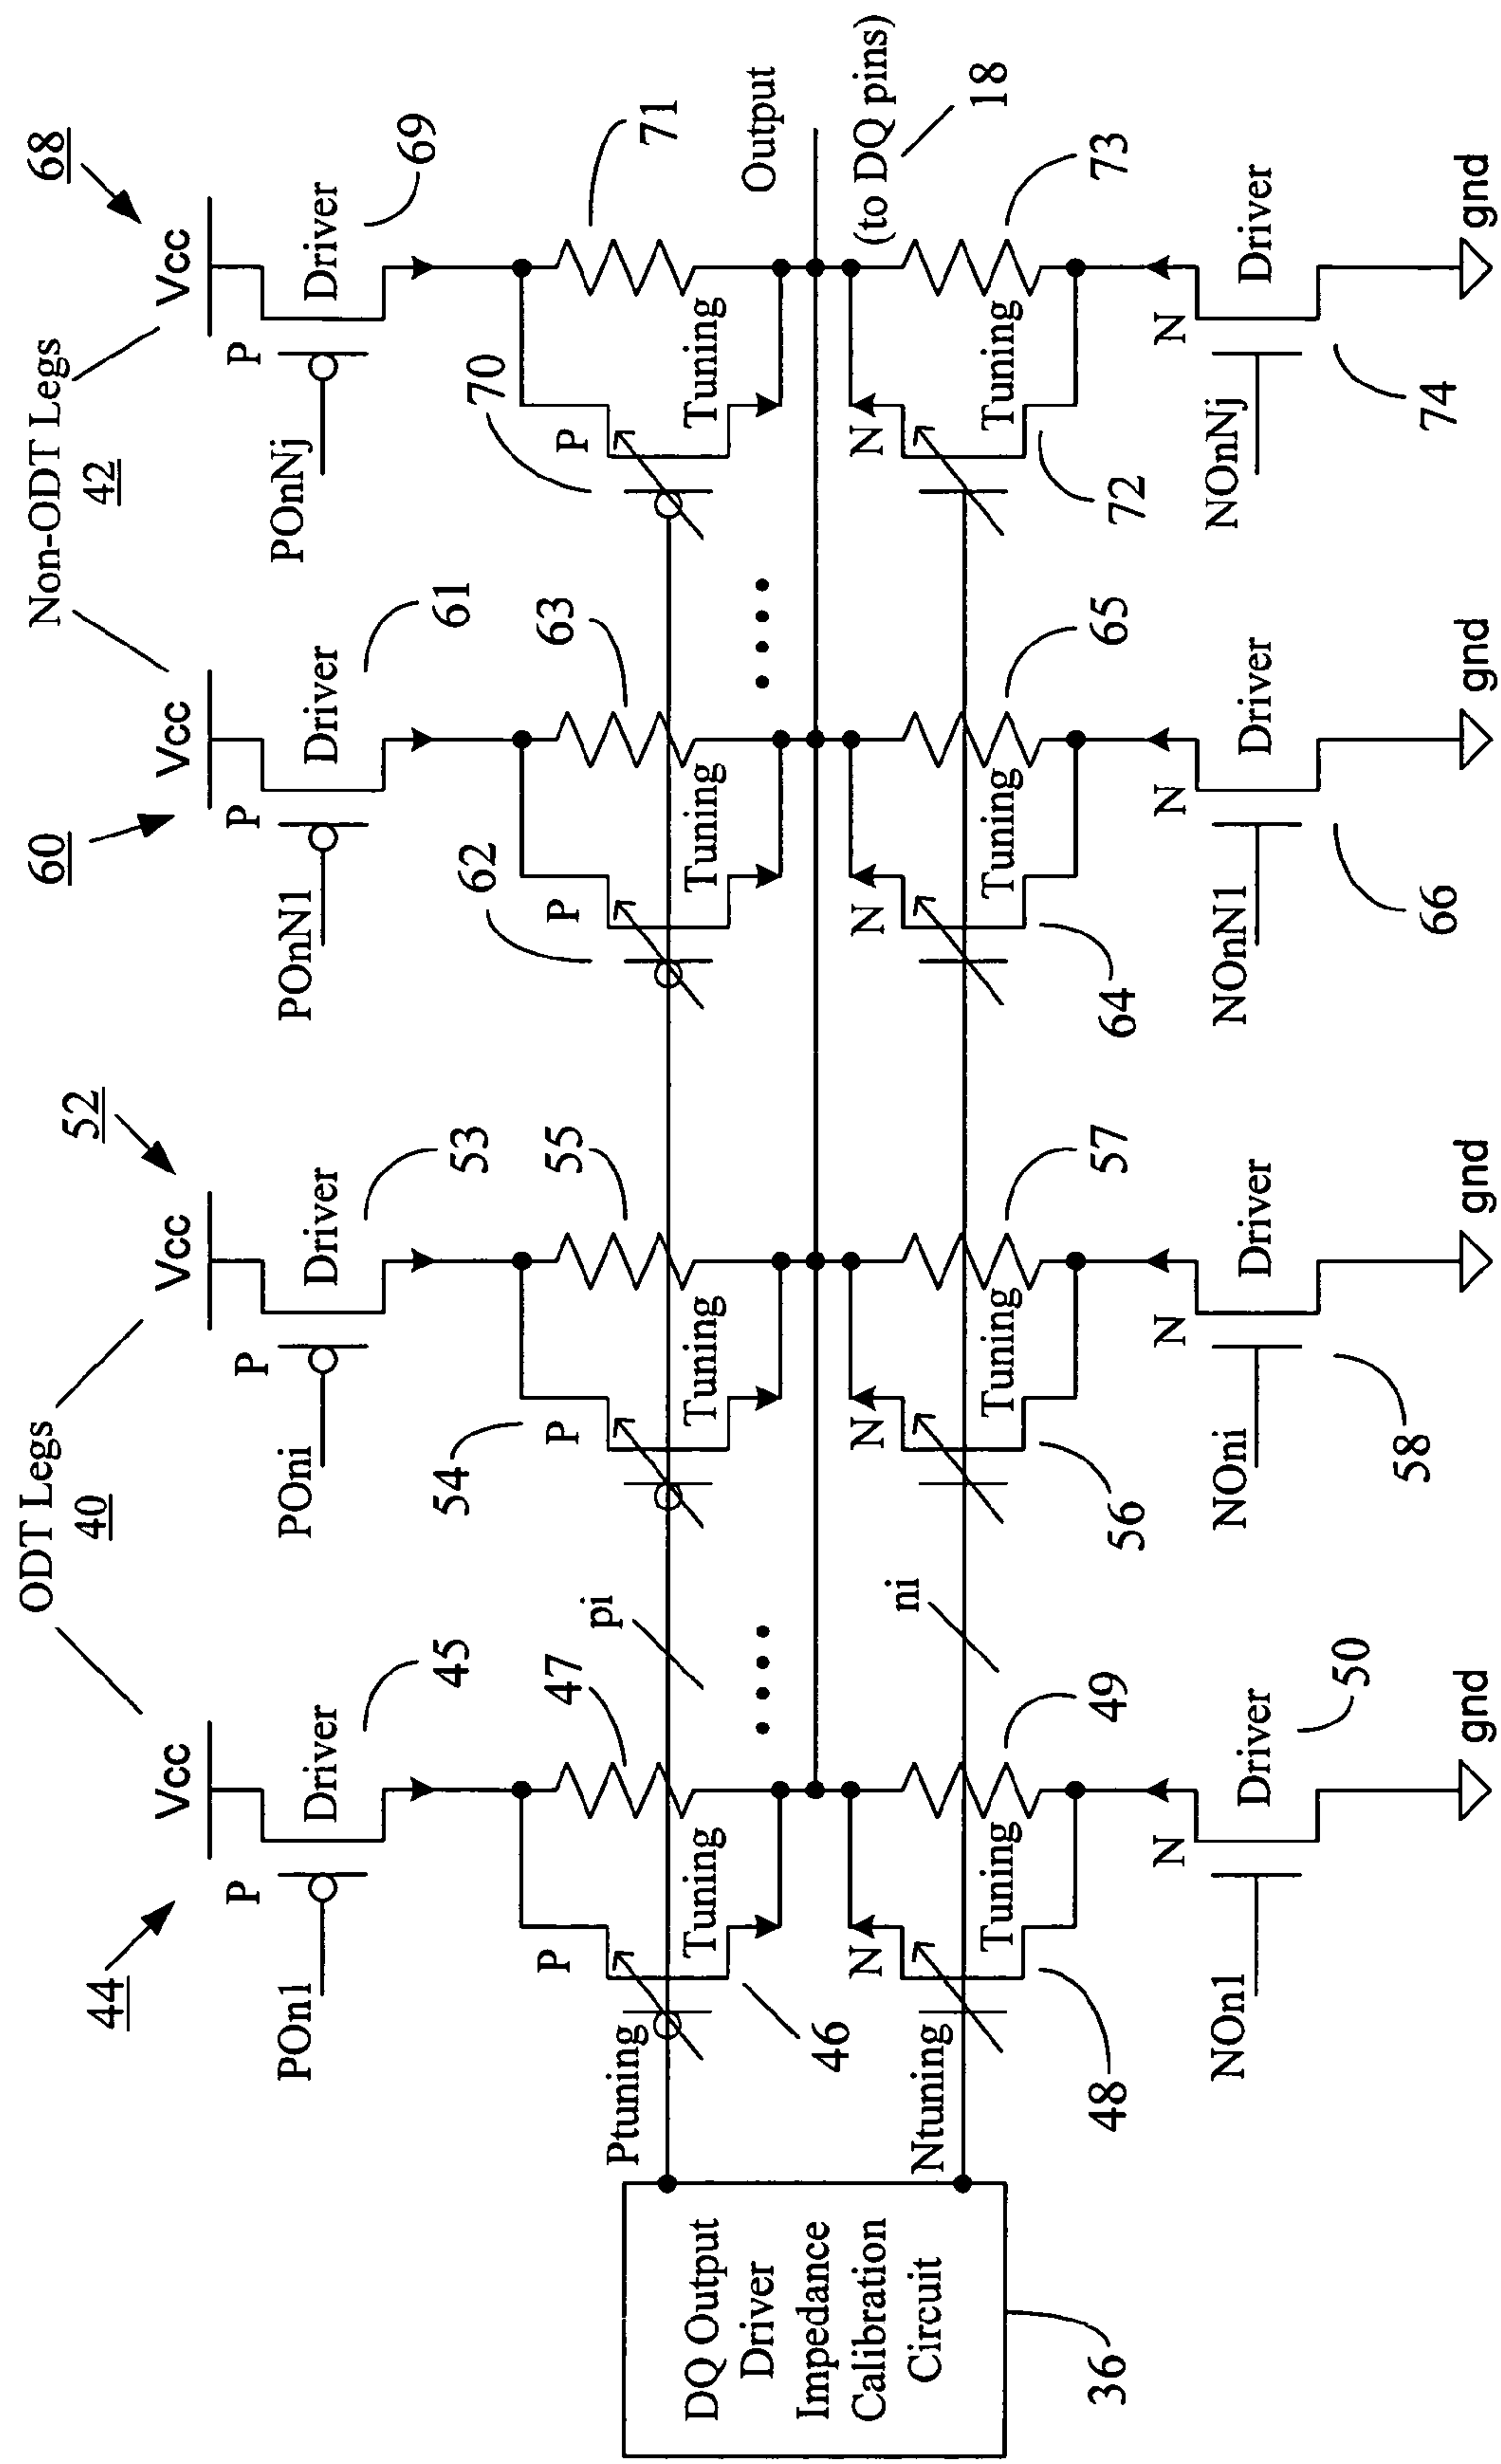 ODT Legs
40
Non-ODT Legs
42
44
52
60
68
Vcc
Vcc
Vcc
Vcc
P
Driver
45
P
Driver
53
P
Driver
61
P
Driver
69
POn1
POni
POnN1
POnNj
47
54
55
62
63
70
71
P
Tuning
P
Tuning
P
Tuning
P
Tuning
Ptuning
46
pi
Output
DQ Output
Driver
Impedance
Calibration
Circuit
36
(to DQ pins)
18
Ntuning
ni
N
Tuning
N
Tuning
N
Tuning
N
Tuning
48
49
56
57
64
65
72
73
N
Driver
50
N
Driver
58
N
Driver
66
N
Driver
74
NOn1
NOni
NOnN1
NOnNj
gnd
gnd
gnd
gnd